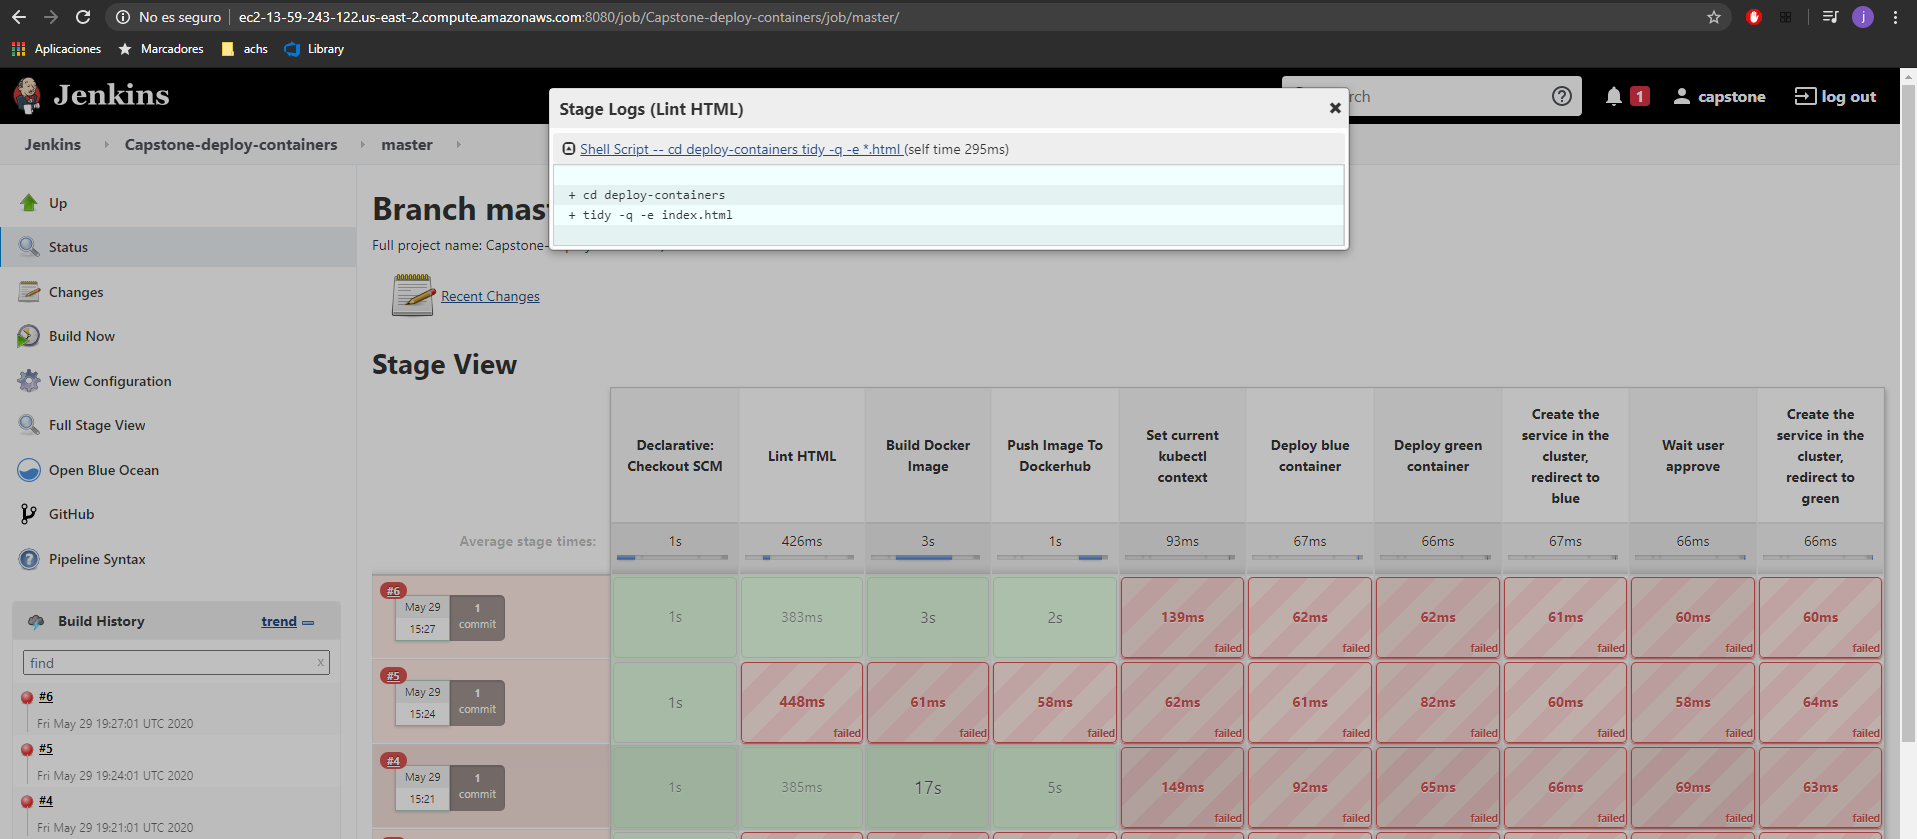 No es seguro
ec2-13-59-243-122.us-east-2.compute.amazonaws.com:8080/job/Capstone-deploy-containers/job/master/
j
Aplicaciones
Marcadores
achs
Library
Jenkins
1
capstone
log out
Jenkins
Capstone-deploy-containers
master
Stage Logs (Lint HTML)
Shell Script -- cd deploy-containers tidy -q -e *.html (self time 295ms)
+ cd deploy-containers
+ tidy -q -e index.html
Up
Status
Changes
Build Now
View Configuration
Full Stage View
Open Blue Ocean
GitHub
Pipeline Syntax
Build History
trend
find
x
#6
Fri May 29 19:27:01 UTC 2020
#5
Fri May 29 19:24:01 UTC 2020
#4
Fri May 29 19:21:01 UTC 2020
Branch
Full project name:
Recent Changes
Stage View
Declarative: Checkout SCM
Lint HTML
Build Docker Image
Push Image To Dockerhub
Set current kubectl context
Deploy blue container
Deploy green container
Create the service in the cluster, redirect to blue
Wait user approve
Create the service in the cluster, redirect to green
Average stage times:
1s
426ms
3s
1s
93ms
67ms
66ms
67ms
66ms
66ms
#6
May 29
15:27
1
commit
1s
383ms
3s
2s
139ms
failed
62ms
failed
62ms
failed
61ms
failed
60ms
failed
60ms
failed
#5
May 29
15:24
1
commit
1s
448ms
failed
61ms
failed
58ms
failed
62ms
failed
61ms
failed
82ms
failed
60ms
failed
58ms
failed
64ms
failed
#4
May 29
15:21
1
commit
1s
385ms
17s
5s
149ms
failed
92ms
failed
65ms
failed
66ms
failed
69ms
failed
63ms
failed